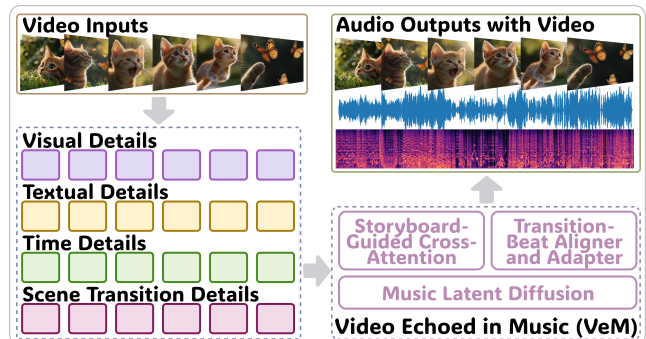 Video Inputs
Audio Outputs with Video
Visual Details
Textual Details
Time Details
Scene Transition Details
Storyboard-
Guided Cross-
Attention
Transition-
Beat Aligner
and Adapter
Music Latent Diffusion
Video Echoed in Music (VeM)